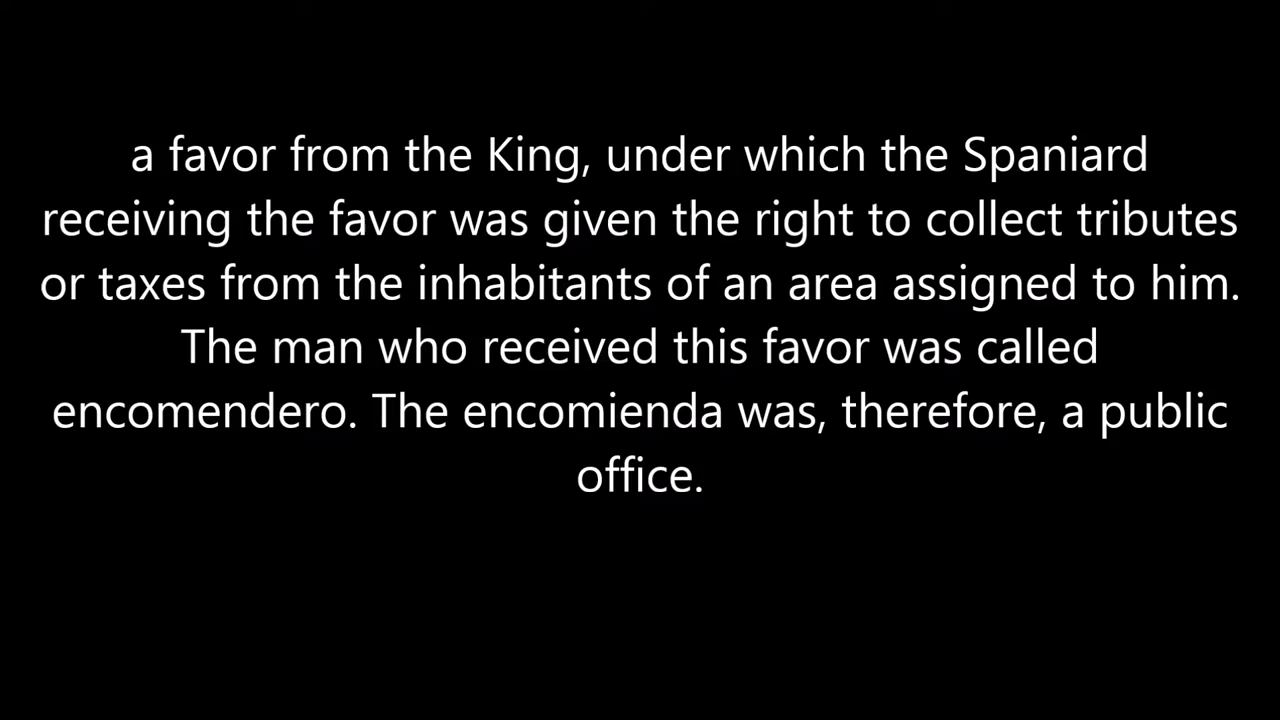 a favor from the King, under which the Spaniard
receiving the favor was given the right to collect tributes
or taxes from the inhabitants of an area assigned to him.
The man who received this favor was called
encomendero. The encomienda was, therefore, a public
office.